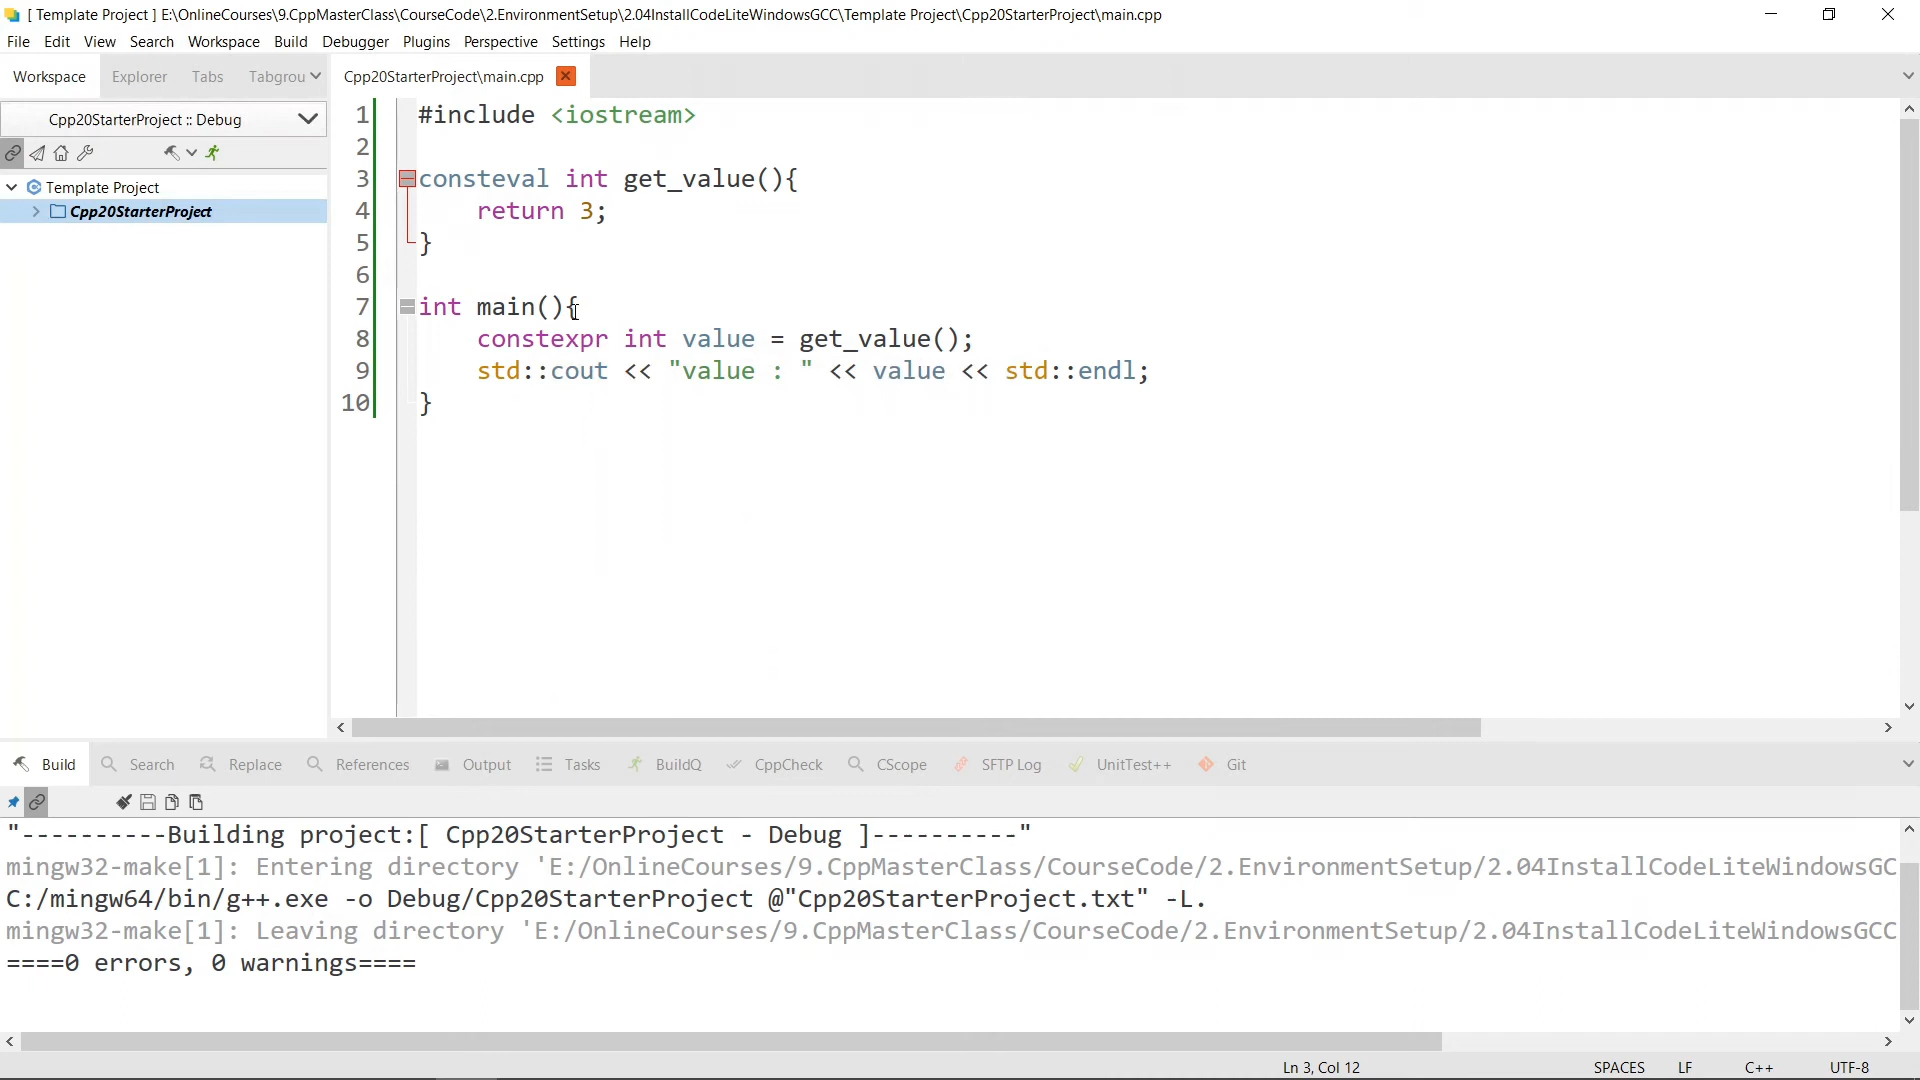 [ Template Project ] E:\OnlineCourses\9.CppMasterClass\CourseCode\2.EnvironmentSetup\2.04InstallCodeLiteWindowsGCC\Template Project\Cpp20StarterProject\main.cpp
File Edit View Search Workspace Build Debugger Plugins Perspective Settings Help
Workspace Explorer Tabs Tabgrou Cpp20StarterProject\main.cpp
Cpp20StarterProject :: Debug
Template Project
Cpp20StarterProject
1 #include <iostream>
2
3 consteval int get_value(){
4 return 3;
5 }
6
7 int main(){
8 constexpr int value = get_value();
9 std::cout << "value : " << value << std::endl;
10 }
Build Search Replace References Output Tasks BuildQ CppCheck CScope SFTP Log UnitTest++ Git
"----------Building project:[ Cpp20StarterProject - Debug ]----------"
mingw32-make[1]: Entering directory 'E:/OnlineCourses/9.CppMasterClass/CourseCode/2.EnvironmentSetup/2.04InstallCodeLiteWindowsGC
C:/mingw64/bin/g++.exe -o Debug/Cpp20StarterProject @"Cpp20StarterProject.txt" -L.
mingw32-make[1]: Leaving directory 'E:/OnlineCourses/9.CppMasterClass/CourseCode/2.EnvironmentSetup/2.04InstallCodeLiteWindowsGCC
====0 errors, 0 warnings====
Ln 3, Col 12 SPACES LF C++ UTF-8